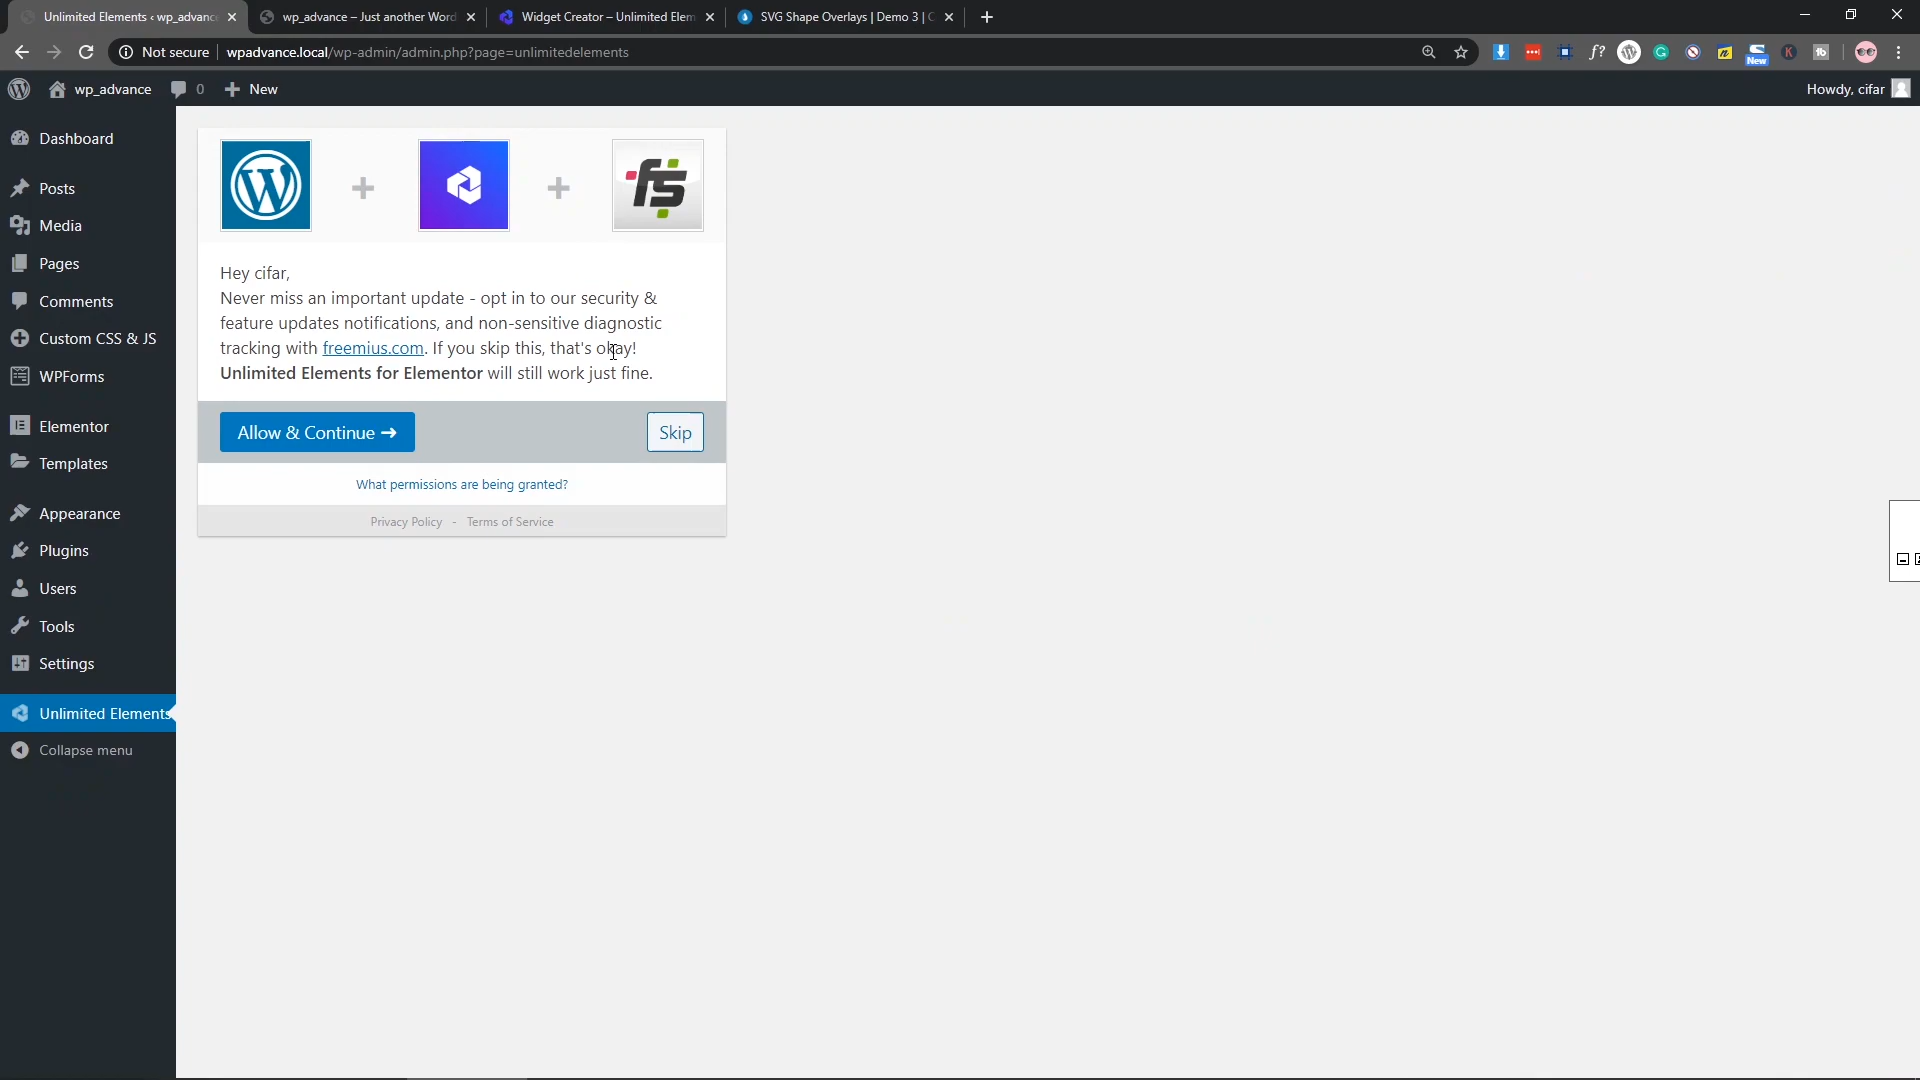 Unlimited Elements ‹ wp_advance
wp_advance – Just another Word
Widget Creator – Unlimited Elem
SVG Shape Overlays | Demo 3 | C
Not secure
wpadvance.local/wp-admin/admin.php?page=unlimitedelements
f?
New
K
wp_advance
0
New
Howdy, cifar
Dashboard
Posts
Media
Pages
Comments
Custom CSS & JS
WPForms
Elementor
Templates
Appearance
Plugins
Users
Tools
Settings
Unlimited Elements
Collapse menu
fs
Hey cifar,
Never miss an important update - opt in to our security &
feature updates notifications, and non-sensitive diagnostic
tracking with freemius.com. If you skip this, that's okay!
Unlimited Elements for Elementor will still work just fine.
Allow & Continue ➜
Skip
What permissions are being granted?
Privacy Policy - Terms of Service